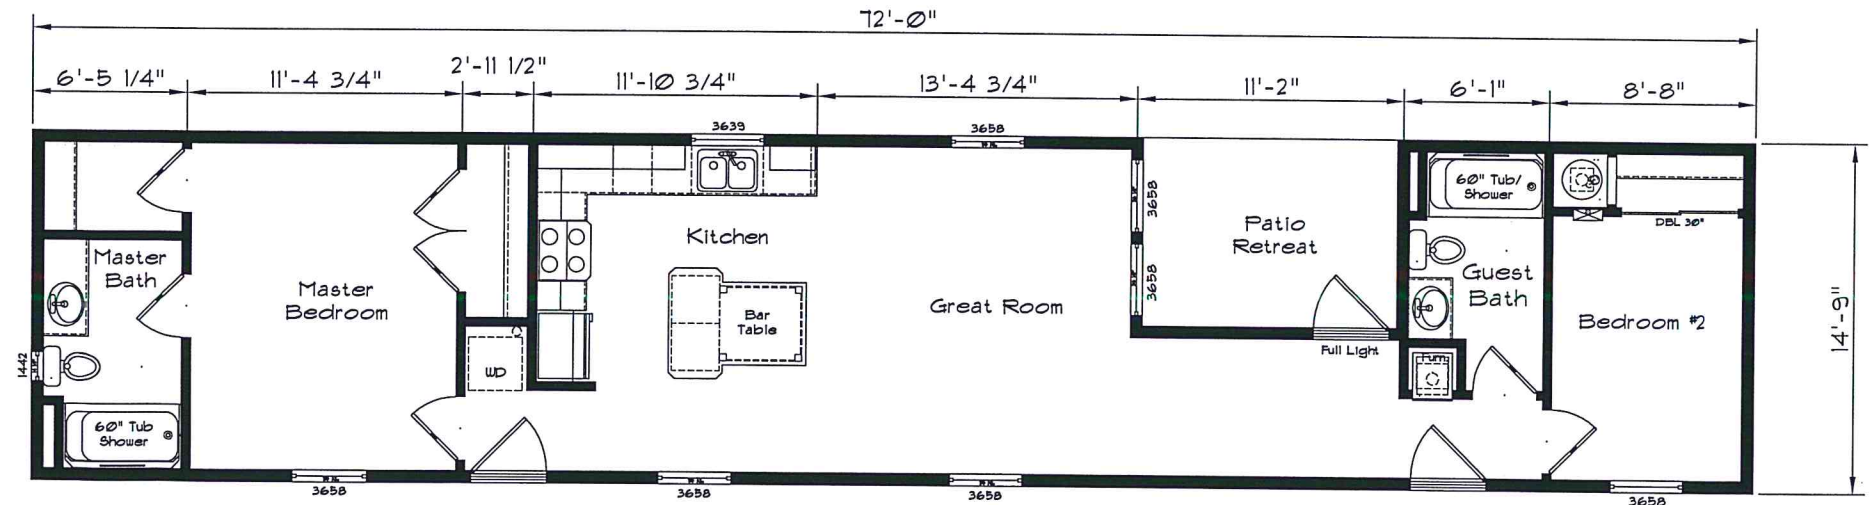 72'-0"
6'-5 1/4"
11'-4 3/4"
2'-11 1/2"
11'-10 3/4"
13'-4 3/4"
11'-2"
6'-1"
8'-8"
3639
3658
60" Tub/
Shower
DBL 30"
3658
3658
Patio
Retreat
Kitchen
Master
Bath
Master
Bedroom
Guest
Bath
Great Room
Bar
Table
Bedroom #2
14'-9"
Full Light
Furn
1442
WD
60" Tub
Shower
3658
3658
3658
3658